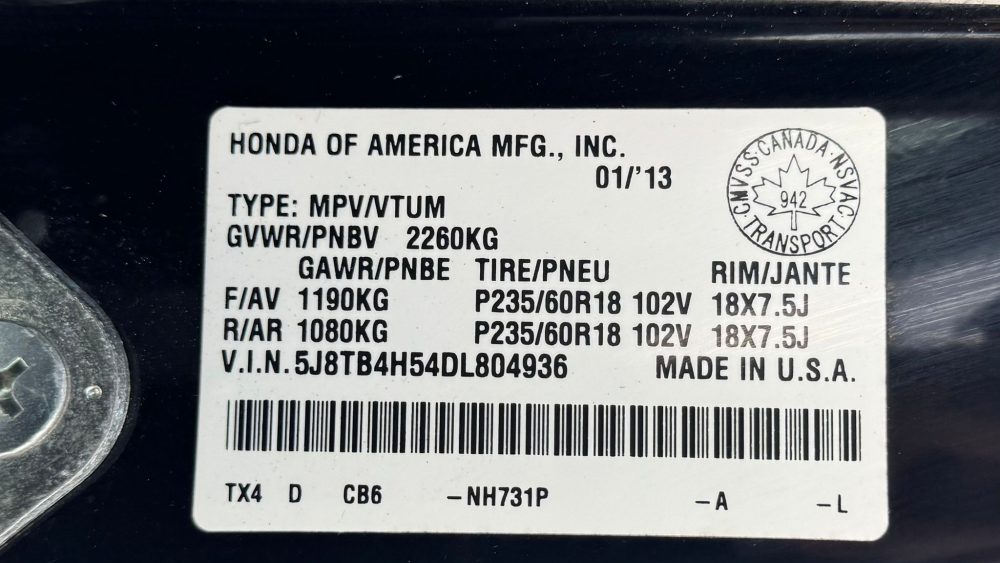 HONDA OF AMERICA MFG., INC.
01/'13
CMVSS·CANADA·NSVAC·TRANSPORT·
942
TYPE: MPV/VTUM
GVWR/PNBV 2260KG
GAWR/PNBE TIRE/PNEU RIM/JANTE
F/AV 1190KG P235/60R18 102V 18X7.5J
R/AR 1080KG P235/60R18 102V 18X7.5J
V.I.N. 5J8TB4H54DL804936 MADE IN U.S.A.
TX4 D CB6 -NH731P -A -L